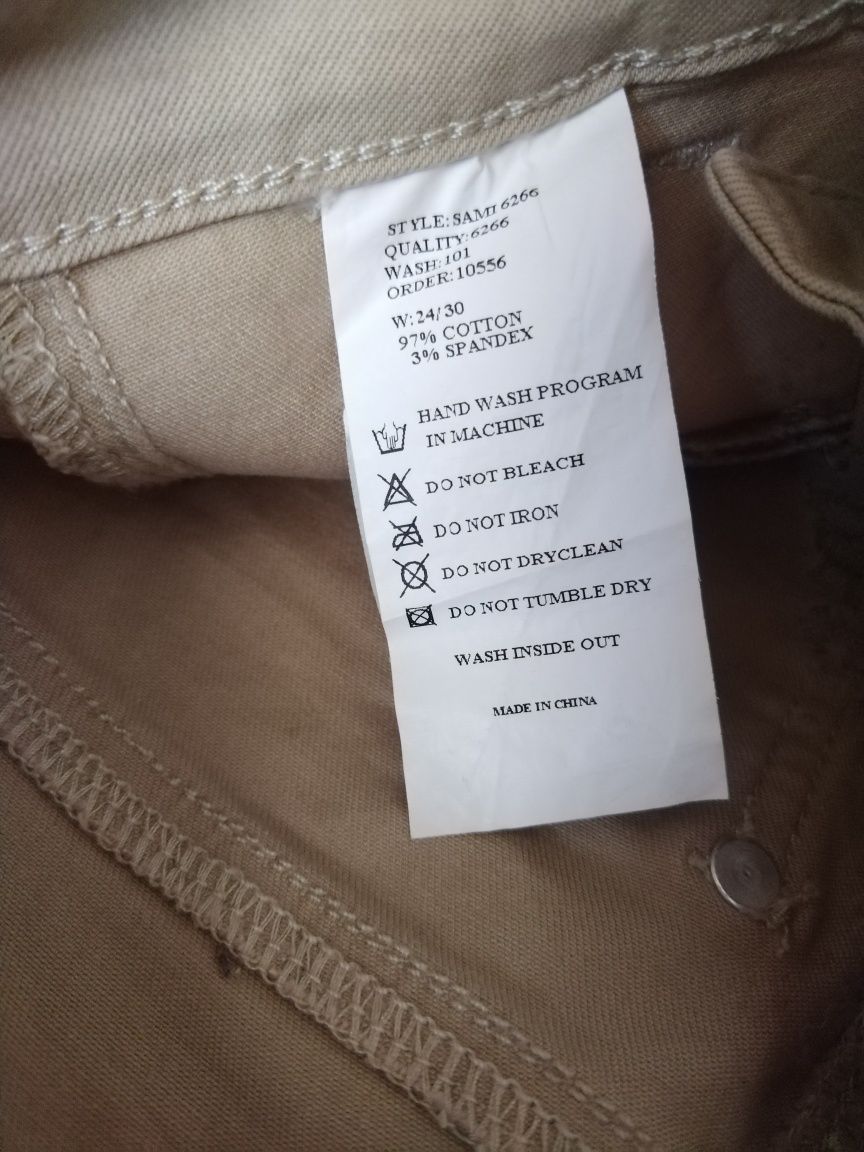 STYLE: SAMI 6266
QUALITY: 6266
WASH: 101
ORDER: 10556
W: 24/30
97% COTTON
3% SPANDEX
HAND WASH PROGRAM
IN MACHINE
DO NOT BLEACH
DO NOT IRON
DO NOT DRYCLEAN
DO NOT TUMBLE DRY
WASH INSIDE OUT
MADE IN CHINA